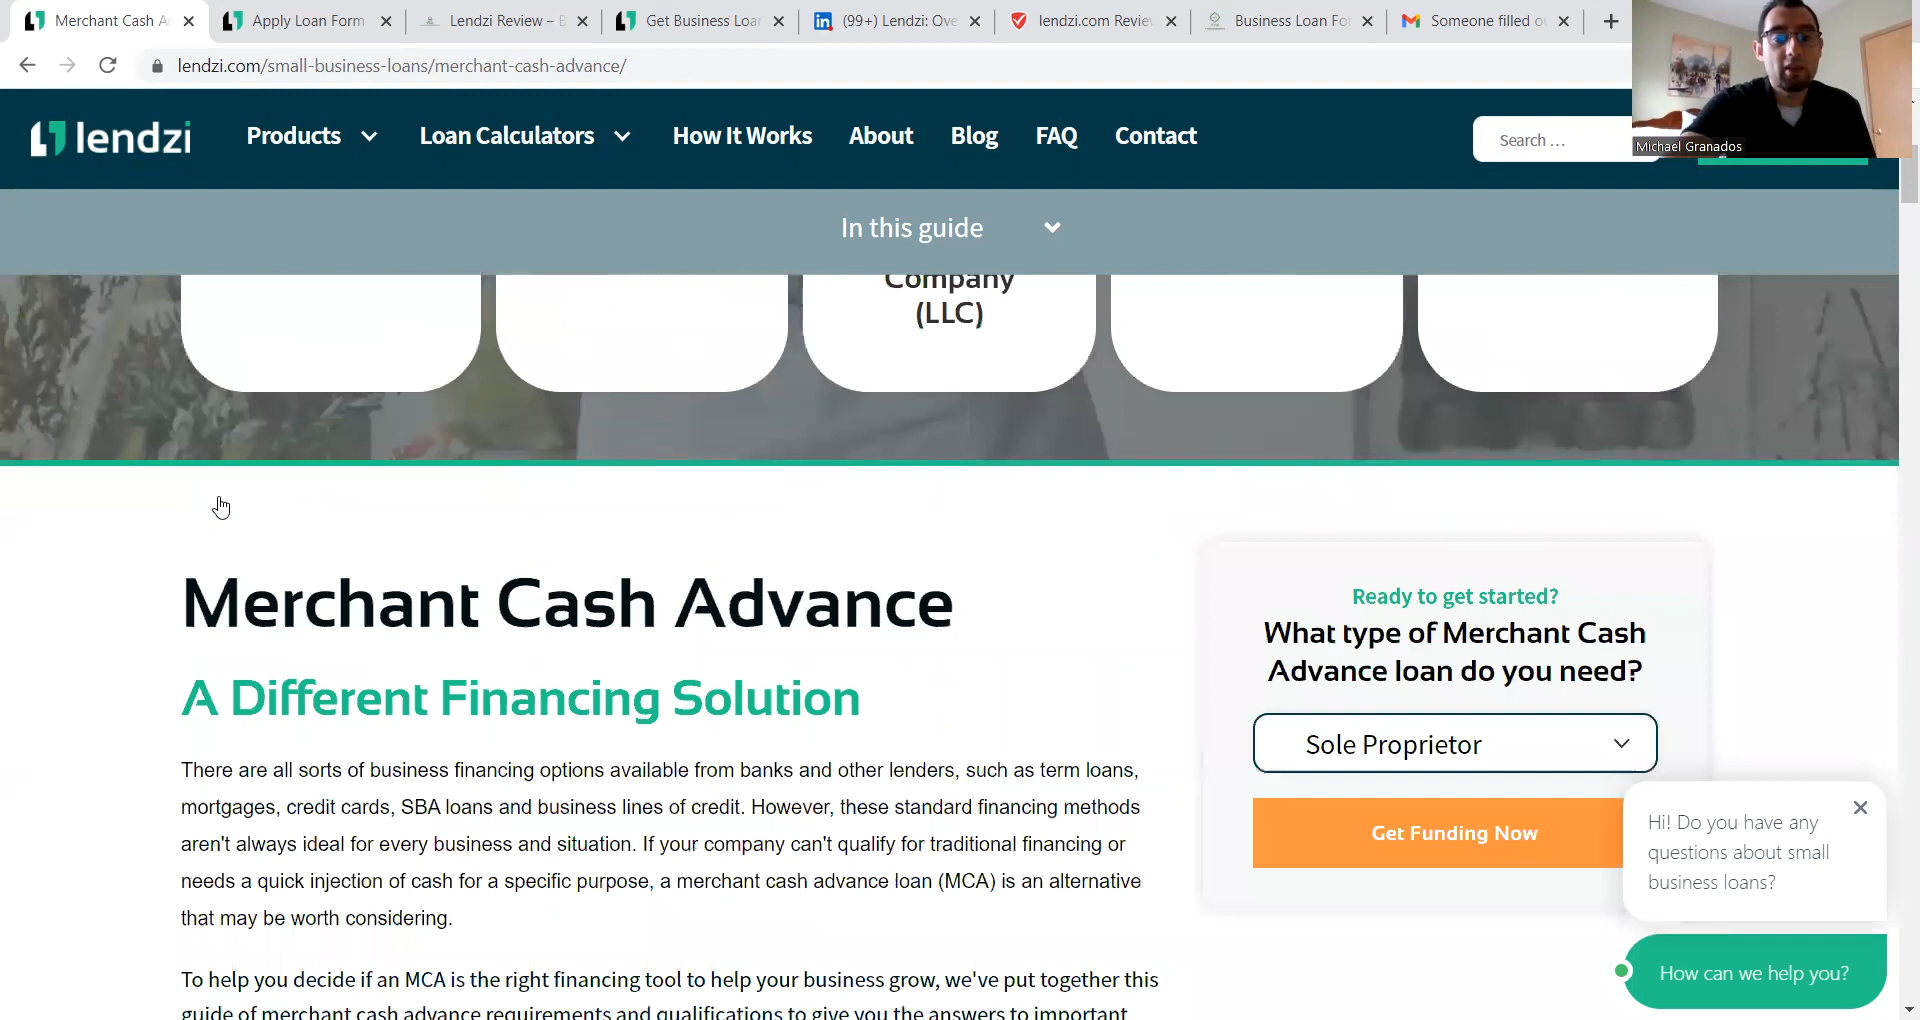 Merchant Cash A
Apply Loan Form
Lendzi Review – B
Get Business Loan
(99+) Lendzi: Ove
lendzi.com Review
Business Loan Fo
Someone filled o
lendzi.com/small-business-loans/merchant-cash-advance/
lendzi
Products
Loan Calculators
How It Works
About
Blog
FAQ
Contact
Search ...
Michael Granados
In this guide
Company
(LLC)
Merchant Cash Advance
A Different Financing Solution
There are all sorts of business financing options available from banks and other lenders, such as term loans,
mortgages, credit cards, SBA loans and business lines of credit. However, these standard financing methods
aren't always ideal for every business and situation. If your company can't qualify for traditional financing or
needs a quick injection of cash for a specific purpose, a merchant cash advance loan (MCA) is an alternative
that may be worth considering.
To help you decide if an MCA is the right financing tool to help your business grow, we've put together this
guide of merchant cash advance requirements and qualifications to give you the answers to important
Ready to get started?
What type of Merchant Cash
Advance loan do you need?
Sole Proprietor
Get Funding Now
Hi! Do you have any
questions about small
business loans?
How can we help you?